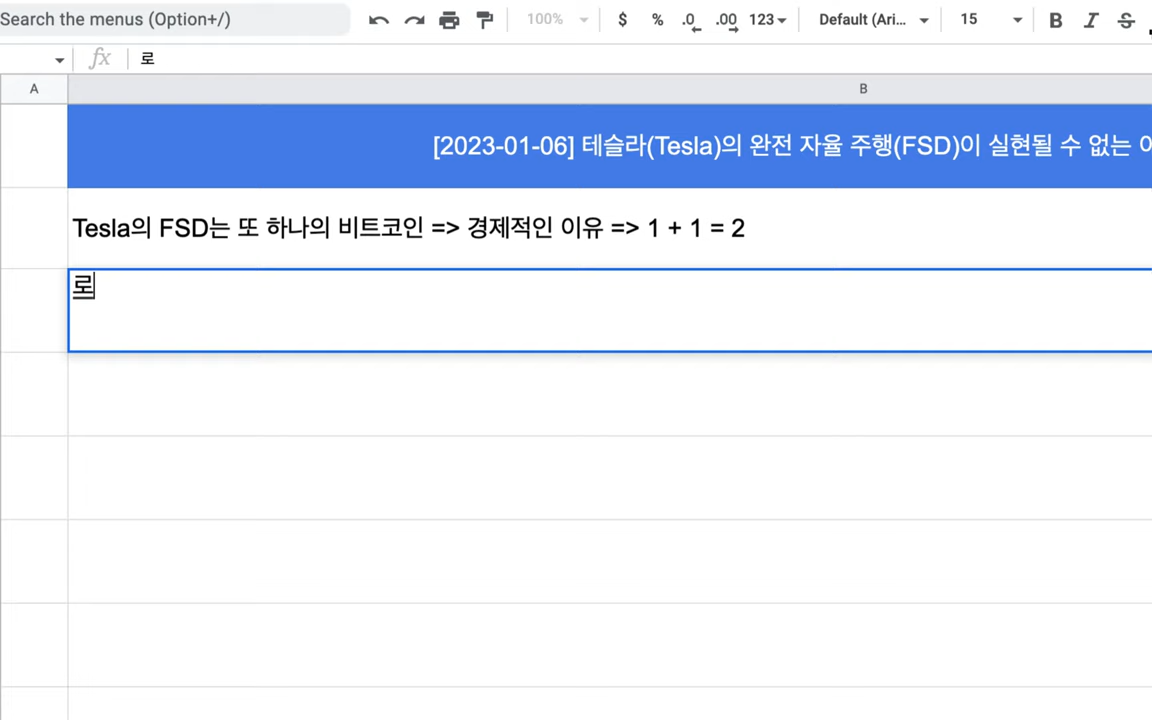 Search the menus (Option+/) 100% $ % .0 .00 123 Default (Ari... 15 B I S
fx 로
A B
[2023-01-06] 테슬라(Tesla)의 완전 자율 주행(FSD)이 실현될 수 없는
Tesla의 FSD는 또 하나의 비트코인 => 경제적인 이유 => 1 + 1 = 2
로